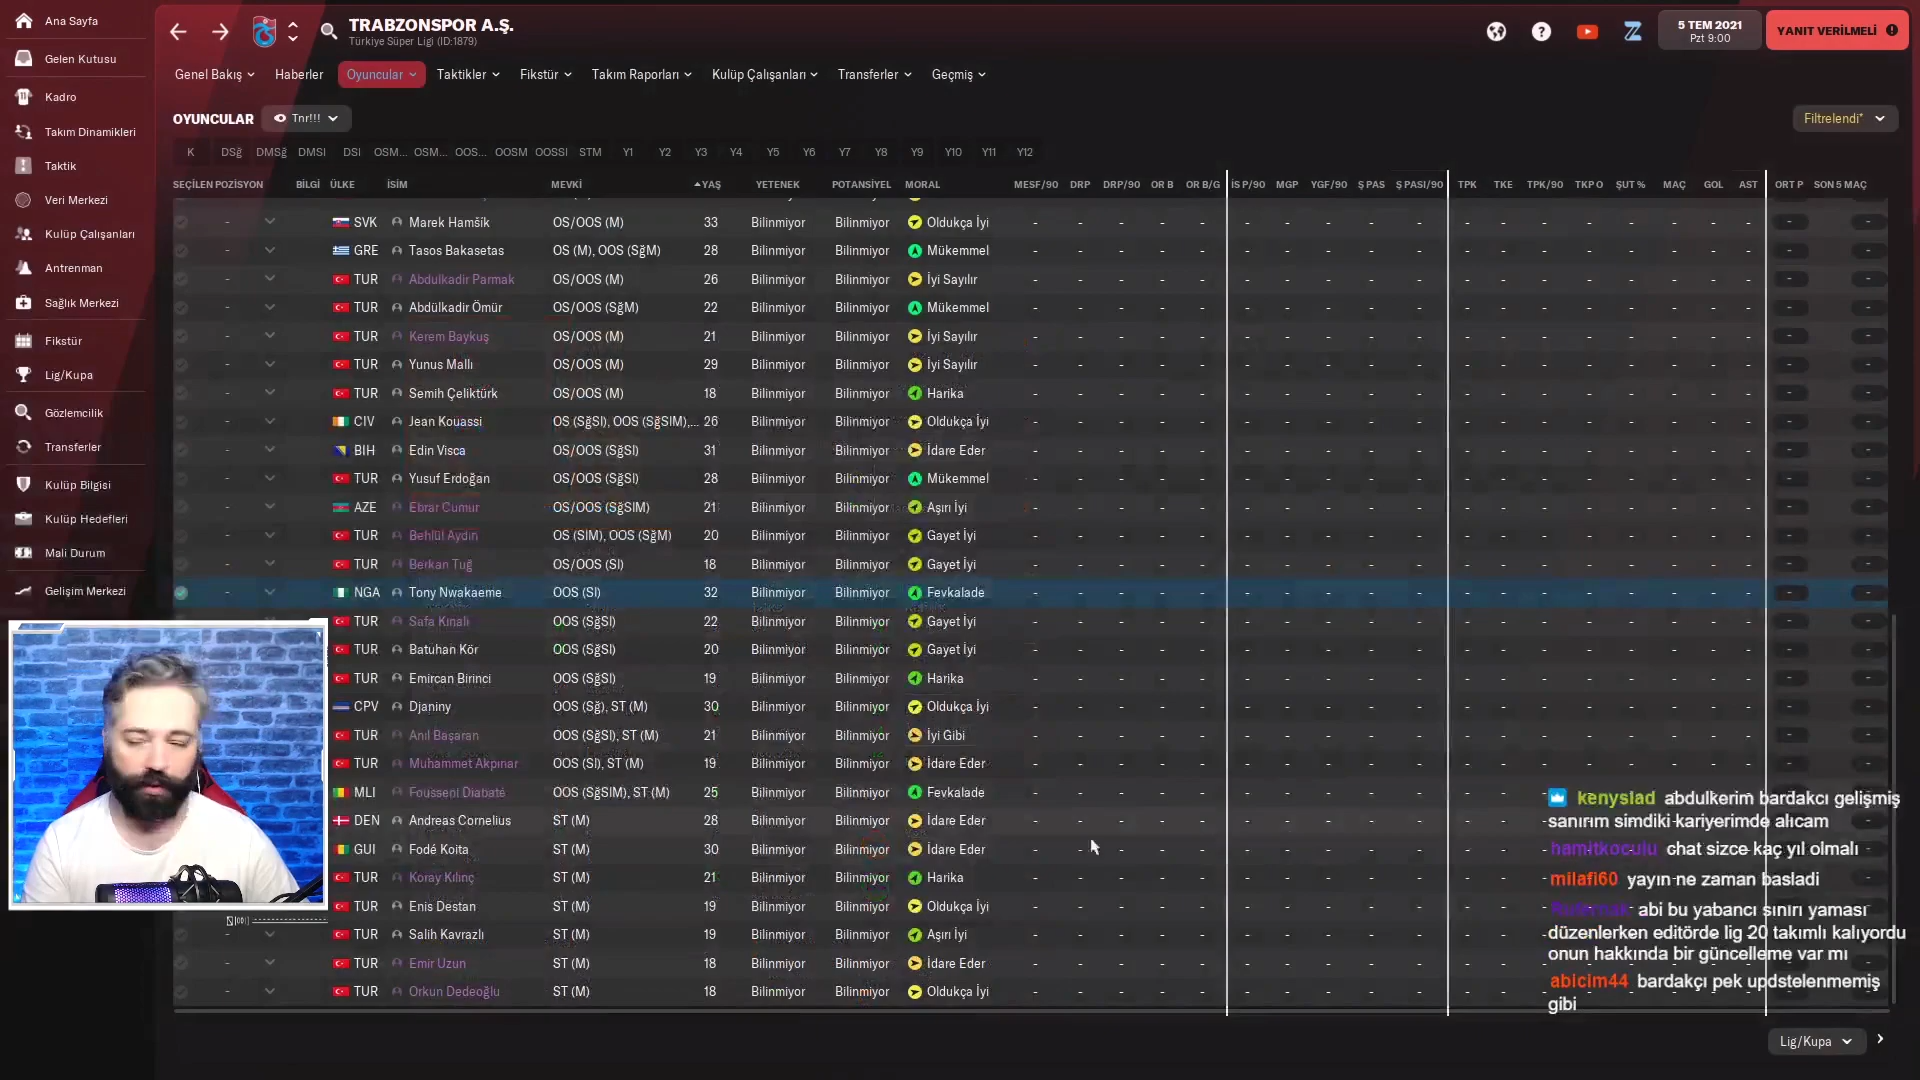 Ana Sayfa
Gelen Kutusu
Kadro
Takım Dinamikleri
Taktik
Veri Merkezi
Kulüp Çalışanları
Antrenman
Sağlık Merkezi
Fikstür
Lig/Kupa
Gözlemcilik
Transferler
Kulüp Bilgisi
Kulüp Hedefleri
Mali Durum
Gelişim Merkezi
TRABZONSPOR A.Ş.
Türkiye Süper Ligi (ID:1879)
5 TEM 2021
Pzt 9:00
YANIT VERİLMELİ
Genel Bakış Haberler Oyuncular Taktikler Fikstür Takım Raporları Kulüp Çalışanları Transferler Geçmiş
OYUNCULAR Tnr!!! Filtrelendi*
K DSğ DMSğ DMSI DSI OSM... OSM... OOS... OOSM OOSSI STM Y1 Y2 Y3 Y4 Y5 Y6 Y7 Y8 Y9 Y10 Y11 Y12
SEÇİLEN POZİSYON BİLGİ ÜLKE İSİM MEVKİ YAŞ YETENEK POTANSİYEL MORAL MESF/90 DRP DRP/90 OR B OR B/G İS P/90 MGP YGF/90 Ş PAS Ş PASI/90 TPK TKE TPK/90 TKP O ŞUT % MAÇ GOL AST ORT P SON 5 MAÇ
- SVK Marek Hamšík OS/OOS (M) 33 Bilinmiyor Bilinmiyor Oldukça İyi - - - - - - - - - - - - - - - - - - - -
- GRE Tasos Bakasetas OS (M), OOS (SğM) 28 Bilinmiyor Bilinmiyor Mükemmel - - - - - - - - - - - - - - - - - - - -
- TUR Abdulkadir Parmak OS/OOS (M) 26 Bilinmiyor Bilinmiyor İyi Sayılır - - - - - - - - - - - - - - - - - - - -
- TUR Abdülkadir Ömür OS/OOS (SğM) 22 Bilinmiyor Bilinmiyor Mükemmel - - - - - - - - - - - - - - - - - - - -
- TUR Kerem Baykuş OS/OOS (M) 21 Bilinmiyor Bilinmiyor İyi Sayılır - - - - - - - - - - - - - - - - - - - -
- TUR Yunus Mallı OS/OOS (M) 29 Bilinmiyor Bilinmiyor İyi Sayılır - - - - - - - - - - - - - - - - - - - -
- TUR Semih Çeliktürk OS/OOS (M) 18 Bilinmiyor Bilinmiyor Harika - - - - - - - - - - - - - - - - - - - -
- CIV Jean Kouassi OS (SğSI), OOS (SğSIM),... 26 Bilinmiyor Bilinmiyor Oldukça İyi - - - - - - - - - - - - - - - - - - - -
- BIH Edin Visca OS/OOS (SğSI) 31 Bilinmiyor Bilinmiyor İdare Eder - - - - - - - - - - - - - - - - - - - -
- TUR Yusuf Erdoğan OS/OOS (SğSI) 28 Bilinmiyor Bilinmiyor Mükemmel - - - - - - - - - - - - - - - - - - - -
- AZE Ebrar Cumur OS/OOS (SğSIM) 21 Bilinmiyor Bilinmiyor Aşırı İyi - - - - - - - - - - - - - - - - - - - -
- TUR Behlül Aydın OS (SIM), OOS (SğM) 20 Bilinmiyor Bilinmiyor Gayet İyi - - - - - - - - - - - - - - - - - - - -
- TUR Berkan Tuğ OS/OOS (SI) 18 Bilinmiyor Bilinmiyor Gayet İyi - - - - - - - - - - - - - - - - - - - -
- NGA Tony Nwakaeme OOS (SI) 32 Bilinmiyor Bilinmiyor Fevkalade - - - - - - - - - - - - - - - - - - - -
TUR Safa Kınalı OOS (SğSI) 22 Bilinmiyor Bilinmiyor Gayet İyi - - - - - - - - - - - - - - - - - - - -
TUR Batuhan Kör OOS (SğSI) 20 Bilinmiyor Bilinmiyor Gayet İyi - - - - - - - - - - - - - - - - - - - -
TUR Emircan Birinci OOS (SğSI) 19 Bilinmiyor Bilinmiyor Harika - - - - - - - - - - - - - - - - - - - -
CPV Djaniny OOS (Sğ), ST (M) 30 Bilinmiyor Bilinmiyor Oldukça İyi - - - - - - - - - - - - - - - - - - - -
TUR Anıl Başaran OOS (SğSI), ST (M) 21 Bilinmiyor Bilinmiyor İyi Gibi - - - - - - - - - - - - - - - - - - - -
TUR Muhammet Akpınar OOS (SI), ST (M) 19 Bilinmiyor Bilinmiyor İdare Eder - - - - - - - - - - - - - - - - - - - -
MLI Fousseni Diabaté OOS (SğSIM), ST (M) 25 Bilinmiyor Bilinmiyor Fevkalade - - - - - - - - - -
DEN Andreas Cornelius ST (M) 28 Bilinmiyor Bilinmiyor İdare Eder - - - - - - - - - -
GUI Fodé Koita ST (M) 30 Bilinmiyor Bilinmiyor İdare Eder - - - - - - - - - -
TUR Koray Kılınç ST (M) 21 Bilinmiyor Bilinmiyor Harika - - - - - - - - - -
TUR Enis Destan ST (M) 19 Bilinmiyor Bilinmiyor Oldukça İyi - - - - - - - - - -
- TUR Salih Kavrazlı ST (M) 19 Bilinmiyor Bilinmiyor Aşırı İyi - - - - - - - - - -
- TUR Emir Uzun ST (M) 18 Bilinmiyor Bilinmiyor İdare Eder - - - - - - - - - -
- TUR Orkun Dedeoğlu ST (M) 18 Bilinmiyor Bilinmiyor Oldukça İyi - - - - - - - - - -
kenysiad abdulkerim bardakcı gelişmiş
sanırım simdiki kariyerimde alıcam
hamitkoculu chat sizce kaç yıl olmalı
milafi60 yayın ne zaman basladi
abi bu yabancı sınırı yaması
düzenlerken editörde lig 20 takımlı kalıyordu
onun hakkında bir güncelleme var mı
abicim44 bardakçı pek updstelenmemiş
gibi
Lig/Kupa